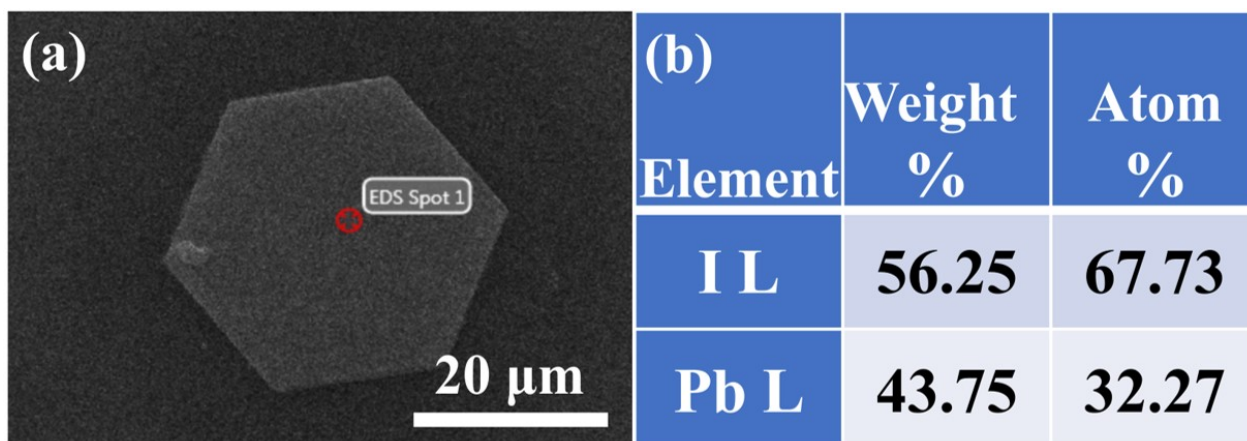 (a)
EDS Spot 1
20 µm
(b)
Element
Weight
%
Atom
%
I L
56.25
67.73
Pb L
43.75
32.27